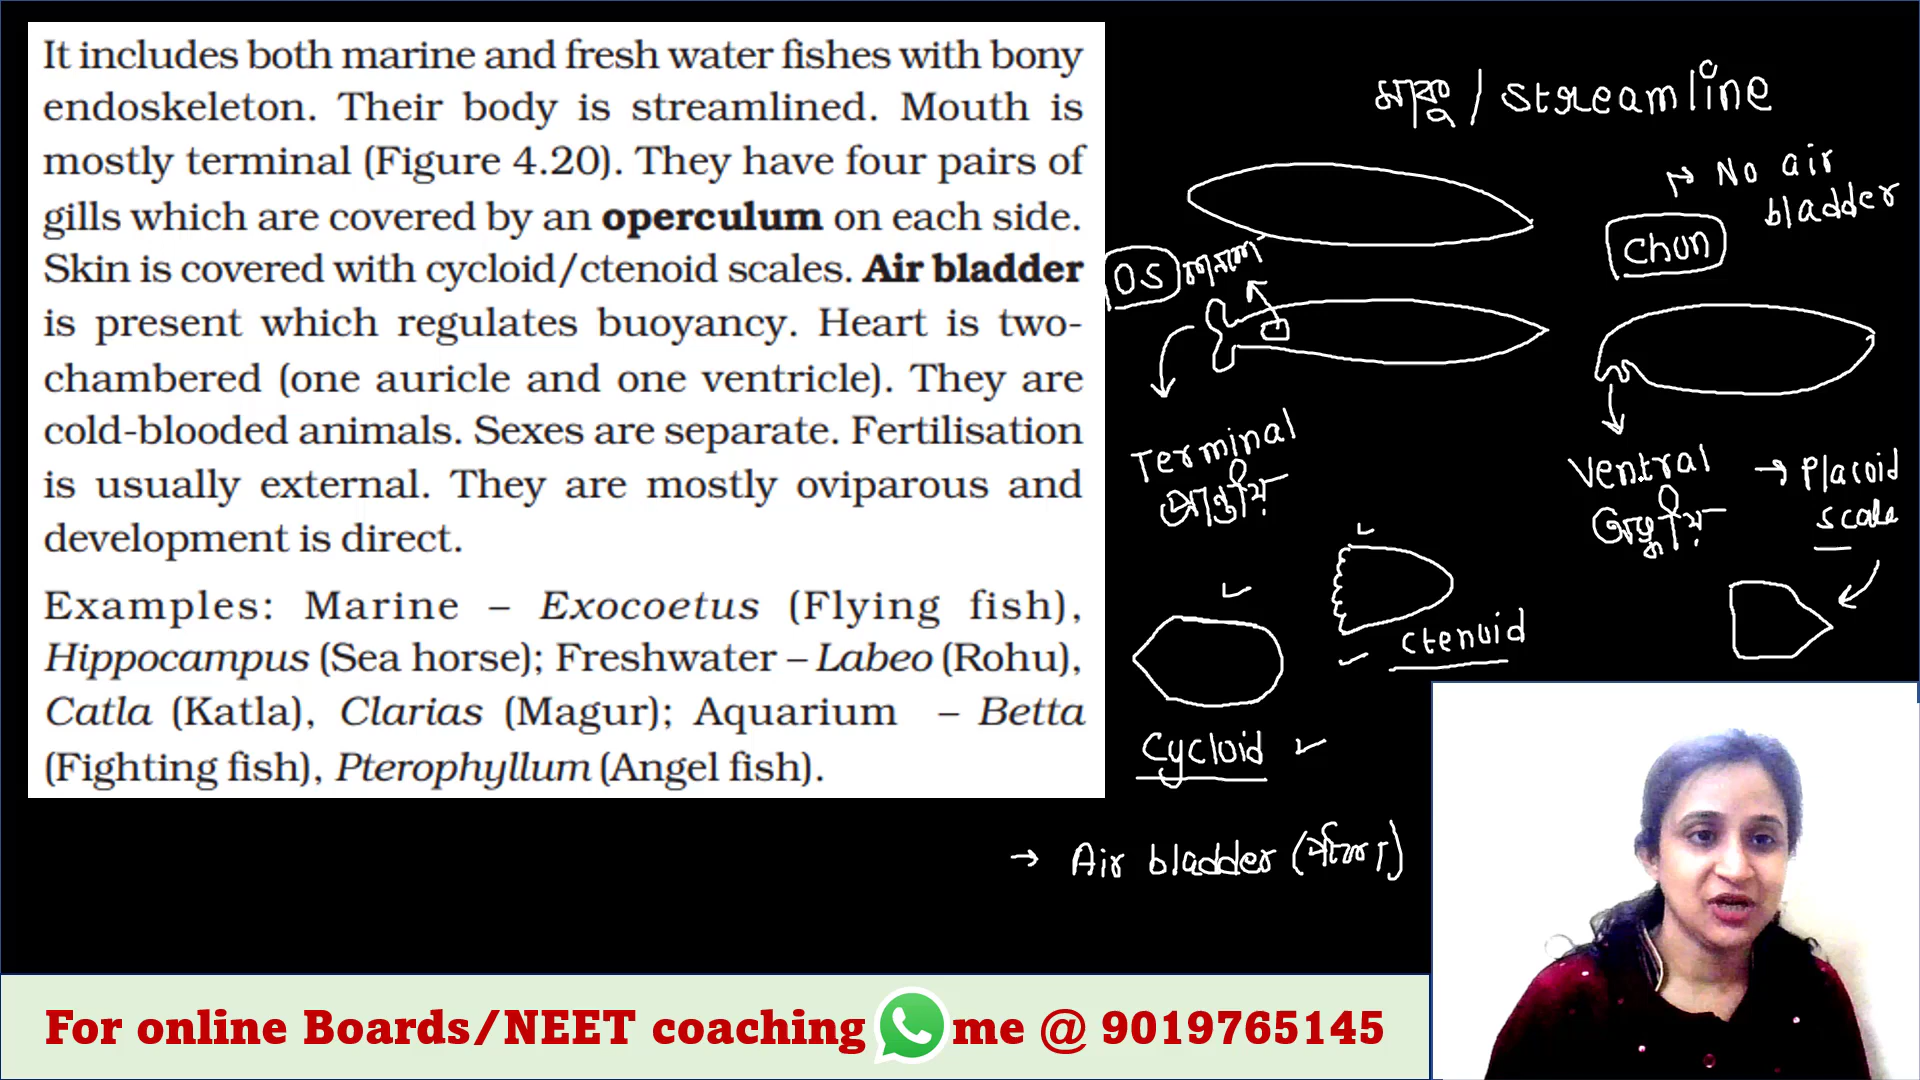 It includes both marine and fresh water fishes with bony
endoskeleton. Their body is streamlined. Mouth is
mostly terminal (Figure 4.20). They have four pairs of
gills which are covered by an operculum on each side.
Skin is covered with cycloid/ctenoid scales. Air bladder
is present which regulates buoyancy. Heart is two-
chambered (one auricle and one ventricle). They are
cold-blooded animals. Sexes are separate. Fertilisation
is usually external. They are mostly oviparous and
development is direct.
Examples: Marine – Exocoetus (Flying fish),
Hippocampus (Sea horse); Freshwater – Labeo (Rohu),
Catla (Katla), Clarias (Magur); Aquarium – Betta
(Fighting fish), Pterophyllum (Angel fish).
মাকু / streamline
→ No air
bladder
Chon
OS
Terminal
প্রান্তীয়
Ventral
অঙ্কীয়
→ Placoid
scale
ctenoid
Cycloid
→ Air bladder
For online Boards/NEET coaching me @ 9019765145